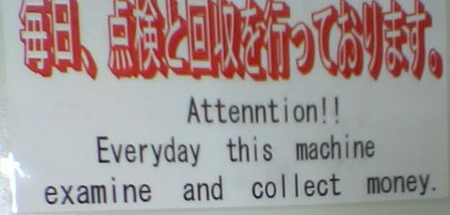 毎日、点検と回収を行っております。
Attenntion!!
Everyday this machine
examine and collect money.